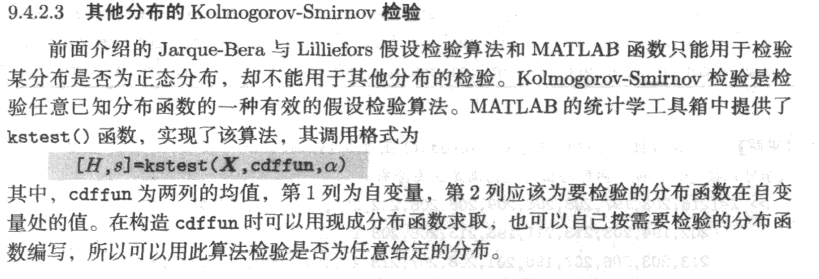 9.4.2.3 其他分布的 Kolmogorov-Smirnov 检验
前面介绍的 Jarque-Bera 与 Lilliefors 假设检验算法和 MATLAB 函数只能用于检验
某分布是否为正态分布，却不能用于其他分布的检验。Kolmogorov-Smirnov 检验是检
验任意已知分布函数的一种有效的假设检验算法。MATLAB 的统计学工具箱中提供了
kstest() 函数，实现了该算法，其调用格式为
[H,s]=kstest(X,cdffun,α)
其中，cdffun 为两列的均值，第 1 列为自变量，第 2 列应该为要检验的分布函数在自变
量处的值。在构造 cdffun 时可以用现成分布函数求取，也可以自己按需要检验的分布函
数编写，所以可以用此算法检验是否为任意给定的分布。